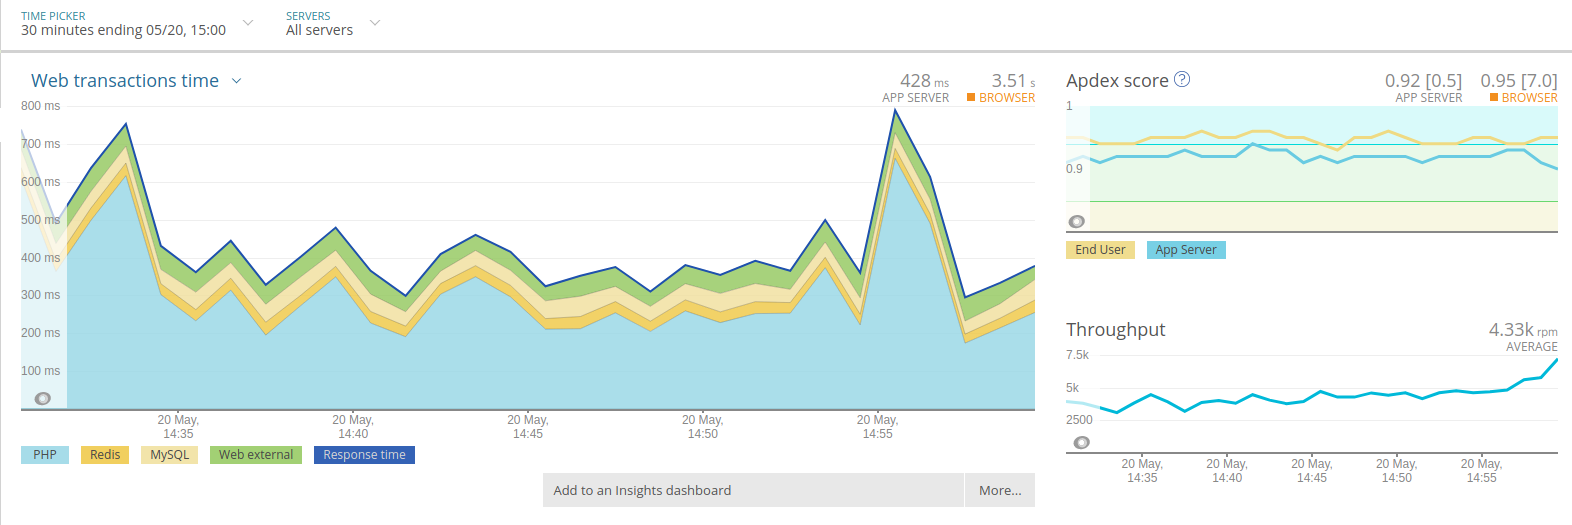 TIME PICKER
30 minutes ending 05/20, 15:00
SERVERS
All servers
Web transactions time
428 ms
APP SERVER
3.51 s
BROWSER
800 ms
700 ms
600 ms
500 ms
400 ms
300 ms
200 ms
100 ms
20 May,
14:35
20 May,
14:40
20 May,
14:45
20 May,
14:50
20 May,
14:55
PHP
Redis
MySQL
Web external
Response time
Add to an Insights dashboard
More...
Apdex score ?
0.92 [0.5]
APP SERVER
0.95 [7.0]
BROWSER
1
0.9
End User
App Server
Throughput
4.33k rpm
AVERAGE
7.5k
5k
2500
20 May,
14:35
20 May,
14:40
20 May,
14:45
20 May,
14:50
20 May,
14:55